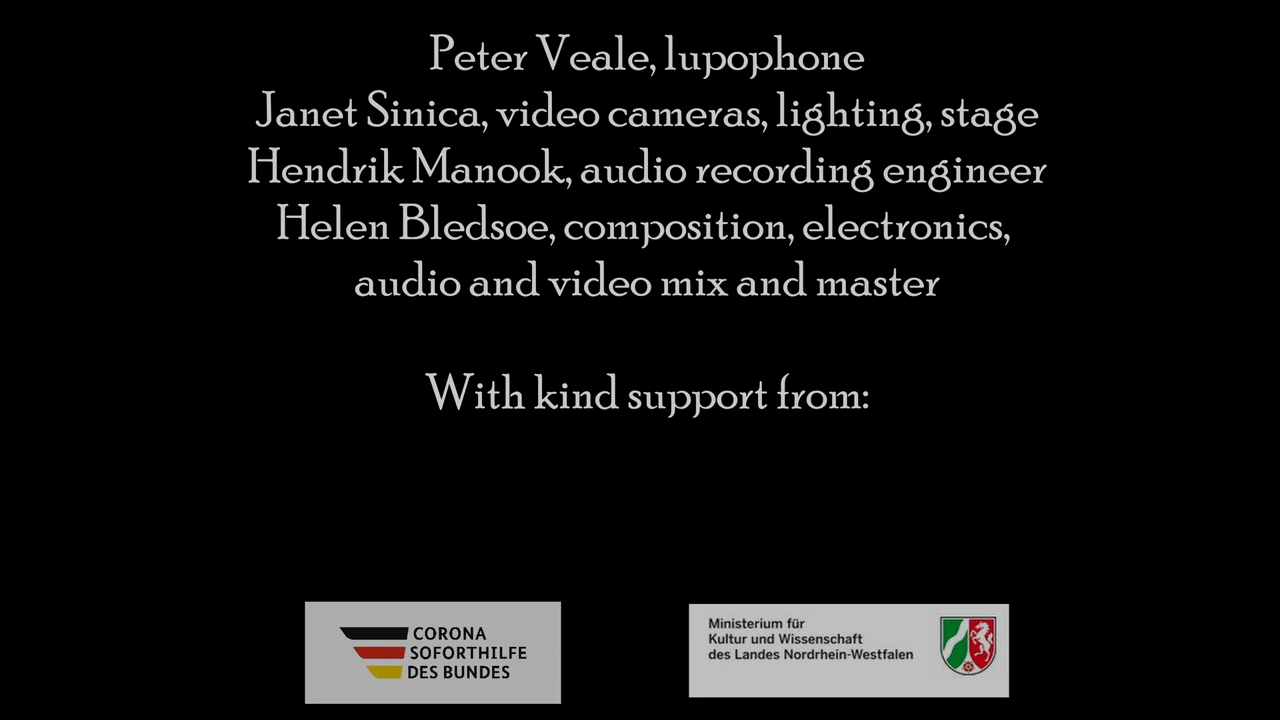 Peter Veale, lupophone
Janet Sinica, video cameras, lighting, stage
Hendrik Manook, audio recording engineer
Helen Bledsoe, composition, electronics,
audio and video mix and master
With kind support from:
CORONA
SOFORTHILFE
DES BUNDES
Ministerium für
Kultur und Wissenschaft
des Landes Nordrhein-Westfalen